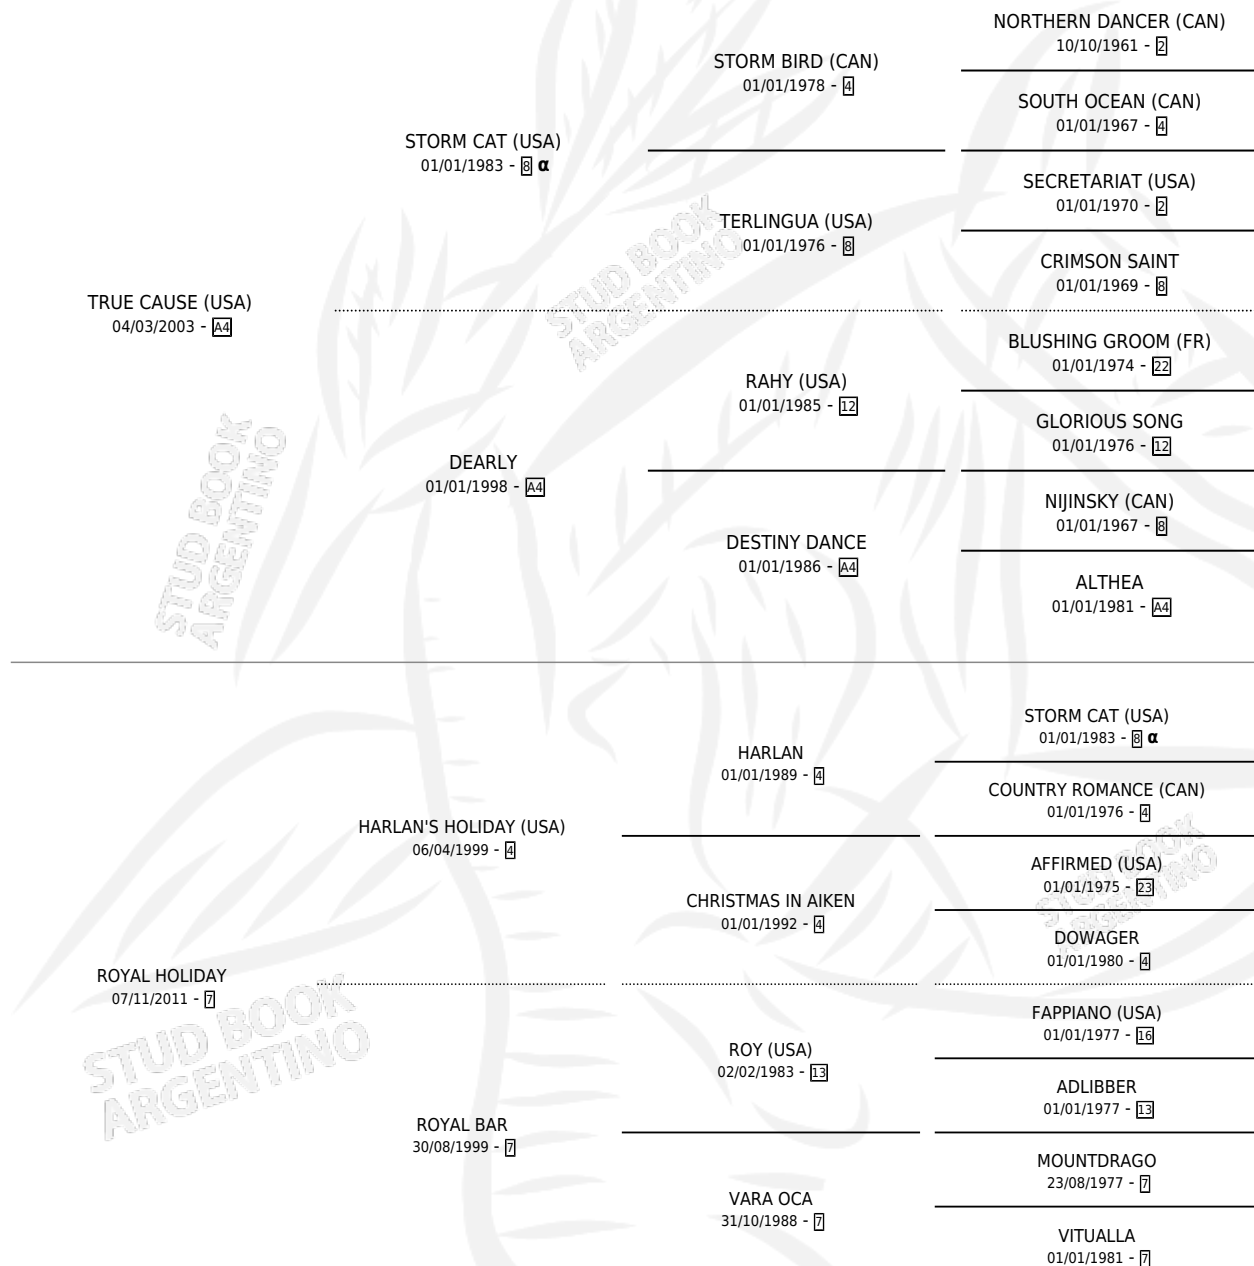 NORTHERN DANCER (CAN)
10/10/1961 - 2
STORM BIRD (CAN)
01/01/1978 - 4
SOUTH OCEAN (CAN)
01/01/1967 - 4
STORM CAT (USA)
01/01/1983 - 8 α
SECRETARIAT (USA)
01/01/1970 - 2
TERLINGUA (USA)
01/01/1976 - 8
CRIMSON SAINT
01/01/1969 - 8
STUD BOOK
ARGENTINO
TRUE CAUSE (USA)
04/03/2003 - A4
BLUSHING GROOM (FR)
01/01/1974 - 22
RAHY (USA)
01/01/1985 - 12
GLORIOUS SONG
01/01/1976 - 12
DEARLY
01/01/1998 - A4
NIJINSKY (CAN)
01/01/1967 - 8
DESTINY DANCE
01/01/1986 - A4
ALTHEA
01/01/1981 - A4
STUD BOOK
ARGENTINO
STORM CAT (USA)
01/01/1983 - 8 α
HARLAN
01/01/1989 - 4
COUNTRY ROMANCE (CAN)
01/01/1976 - 4
HARLAN'S HOLIDAY (USA)
06/04/1999 - 4
AFFIRMED (USA)
01/01/1975 - 23
CHRISTMAS IN AIKEN
01/01/1992 - 4
DOWAGER
01/01/1980 - 4
STUD BOOK
ARGENTINO
ROYAL HOLIDAY
07/11/2011 - 7
FAPPIANO (USA)
01/01/1977 - 16
ROY (USA)
02/02/1983 - 13
ADLIBBER
01/01/1977 - 13
STUD BOOK
ARGENTINO
ROYAL BAR
30/08/1999 - 7
MOUNTDRAGO
23/08/1977 - 7
VARA OCA
31/10/1988 - 7
VITUALLA
01/01/1981 - 7